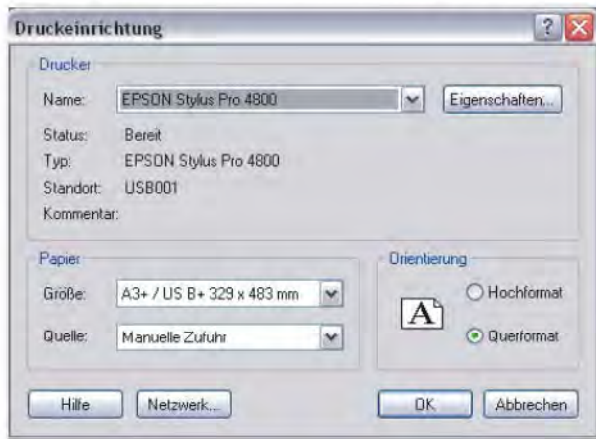 Druckeinrichtung
Drucker
Name: EPSON Stylus Pro 4800 Eigenschaften...
Status: Bereit
Typ: EPSON Stylus Pro 4800
Standort: USB001
Kommentar:
Papier
Größe: A3+ / US B+ 329 x 483 mm
Quelle: Manuelle Zufuhr
Orientierung
A
Hochformat
Querformat
Hilfe Netzwerk... OK Abbrechen